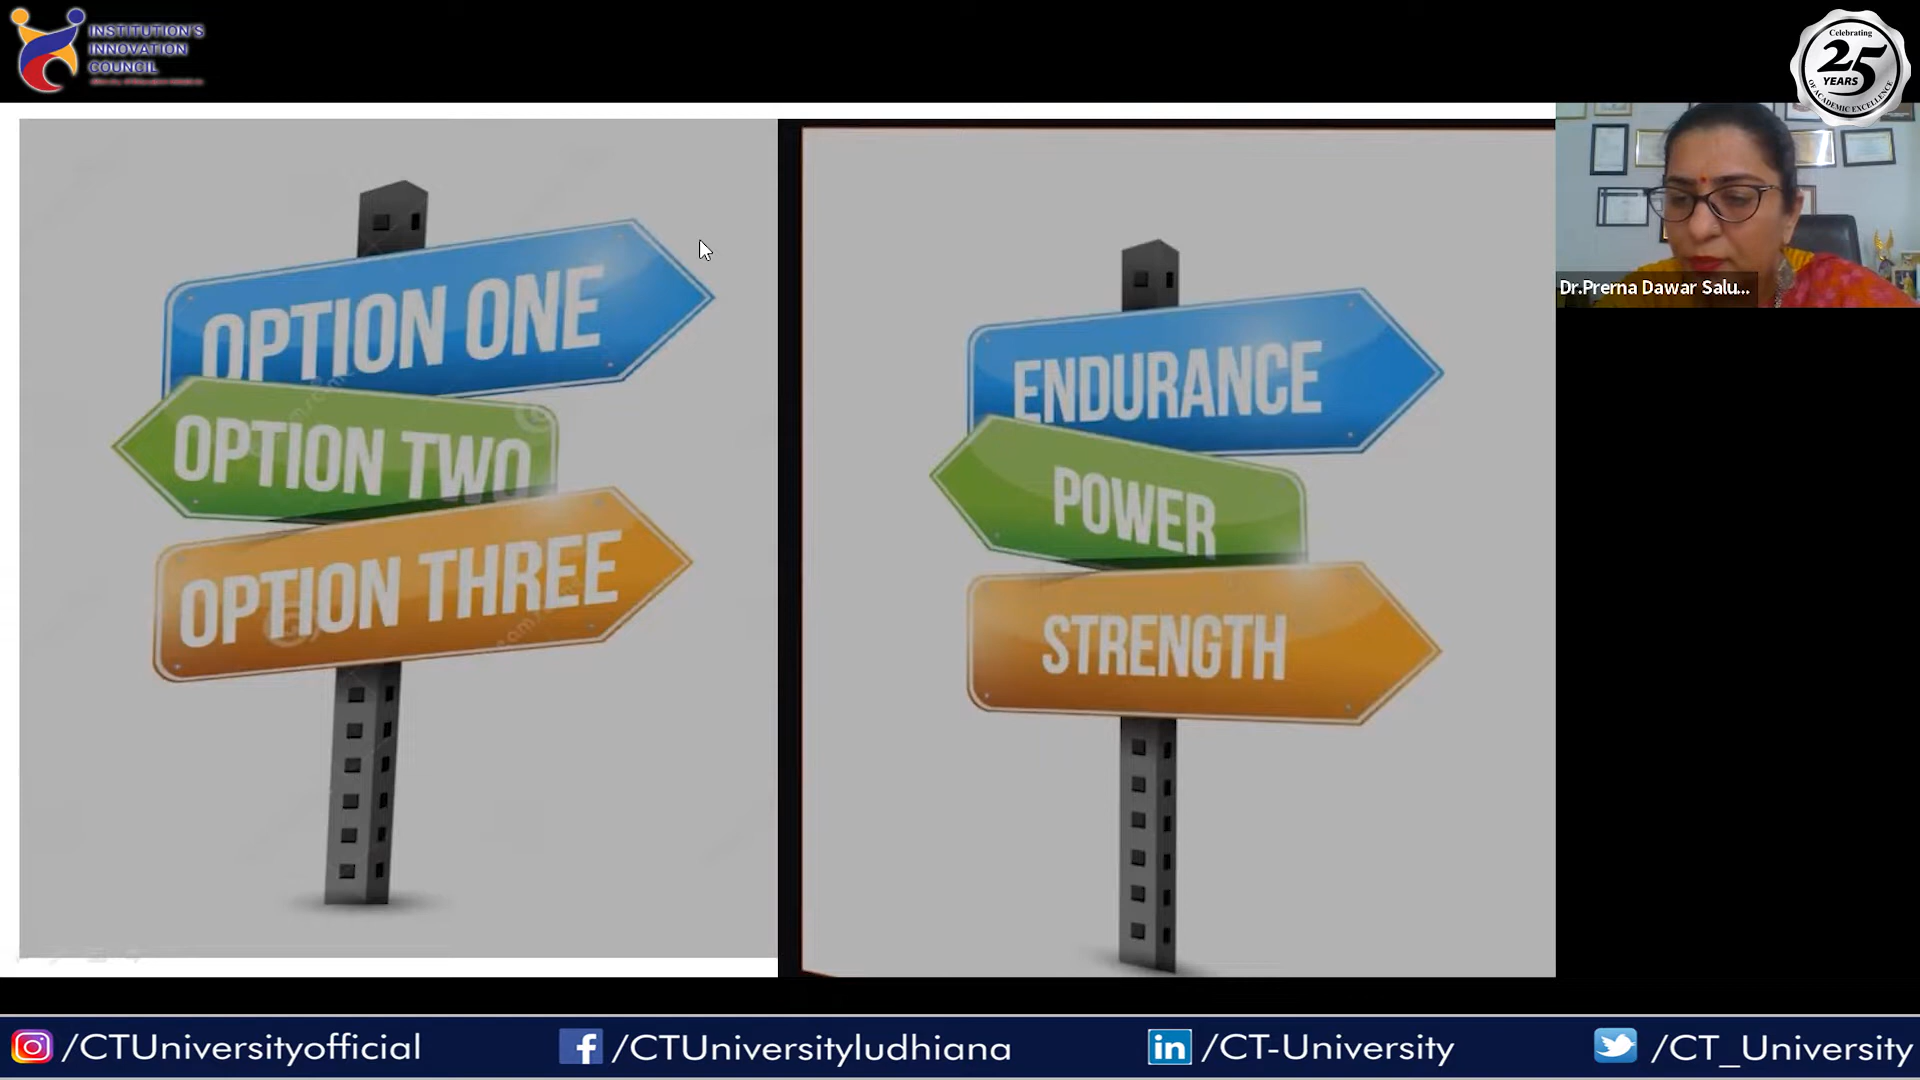 INSTITUTION'S
INNOVATION
COUNCIL
Celebrating
25
YEARS
OF ACADEMIC EXCELLENCE
OPTION ONE
OPTION TWO
OPTION THREE
ENDURANCE
POWER
STRENGTH
Dr.Prerna Dawar Salu...
/CTUniversityofficial
/CTUniversityludhiana
in
/CT-University
/CT_University